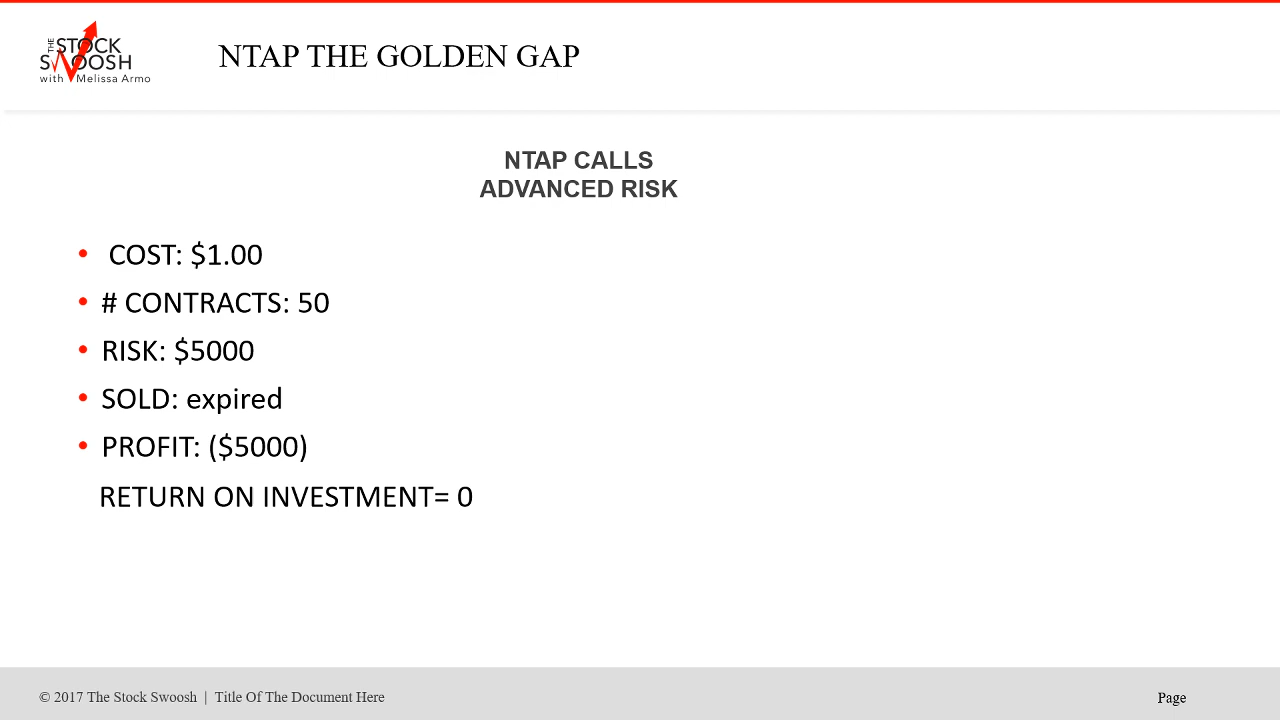 THE STOCK
SWOOSH
with Melissa Armo
NTAP THE GOLDEN GAP
NTAP CALLS
ADVANCED RISK
• COST: $1.00
• # CONTRACTS: 50
• RISK: $5000
• SOLD: expired
• PROFIT: ($5000)
RETURN ON INVESTMENT= 0
© 2017 The Stock Swoosh | Title Of The Document Here
Page